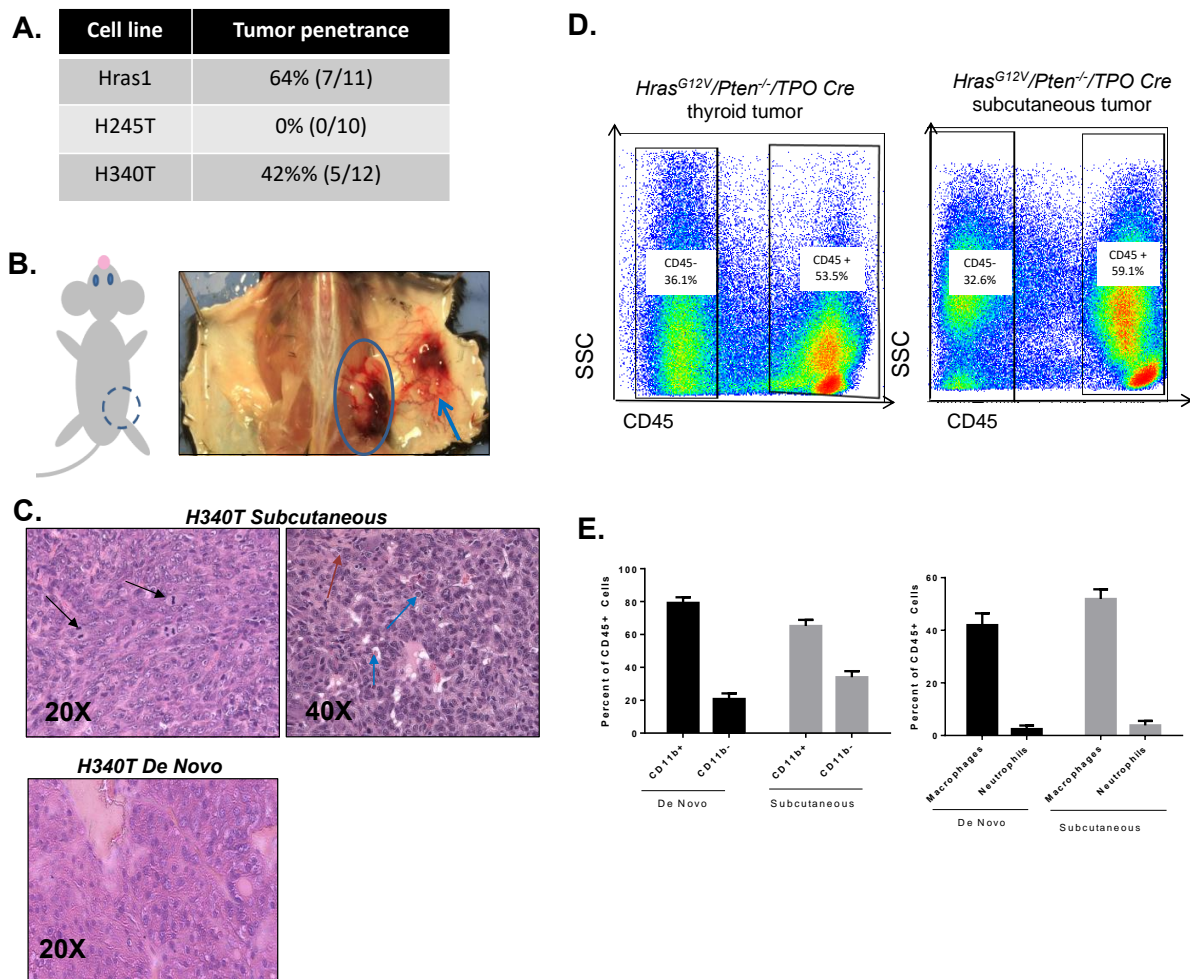 A.
Cell line Tumor penetrance
Hras1 64% (7/11)
H245T 0% (0/10)
H340T 42%% (5/12)
B.
C.
H340T Subcutaneous
20X
40X
H340T De Novo
20X
D.
Hras^G12V/Pten^-/-/TPO Cre
thyroid tumor
SSC
CD45-
36.1%
CD45 +
53.5%
CD45
Hras^G12V/Pten^-/-/TPO Cre
subcutaneous tumor
SSC
CD45-
32.6%
CD45 +
59.1%
CD45
E.
Percent of CD45+ Cells
100
80
60
40
20
0
CD11b+
CD11b-
CD11b+
CD11b-
De Novo
Subcutaneous
Percent of CD45+ Cells
60
40
20
0
Macrophages
Neutrophils
Macrophages
Neutrophils
De Novo
Subcutaneous